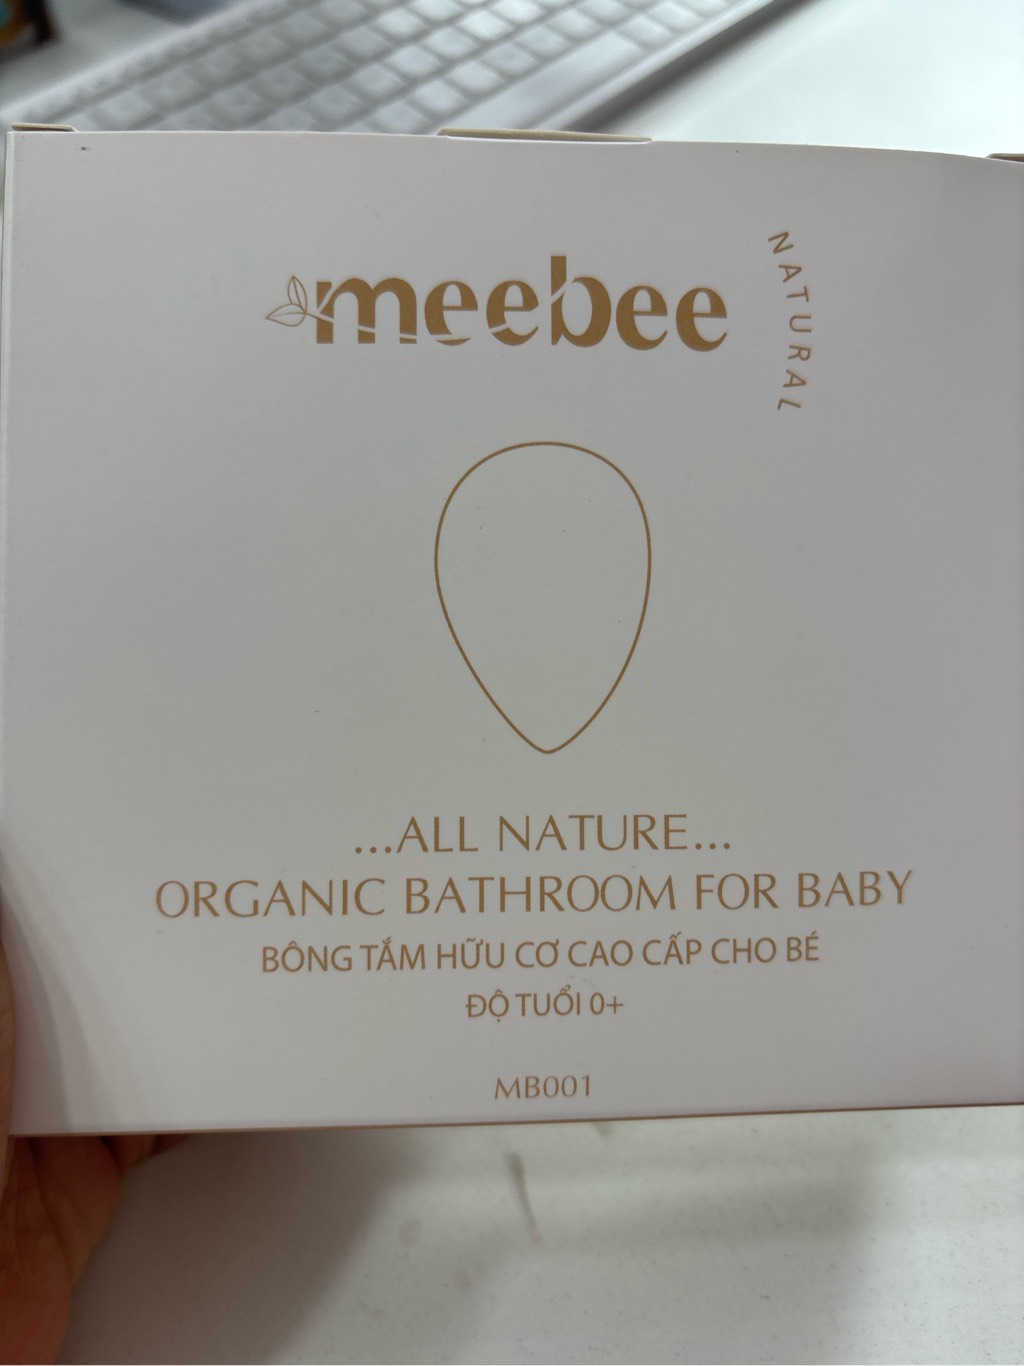 meebee
NATURAL
...ALL NATURE...
ORGANIC BATHROOM FOR BABY
BÔNG TẮM HỮU CƠ CAO CẤP CHO BÉ
ĐỘ TUỔI 0+
MB001